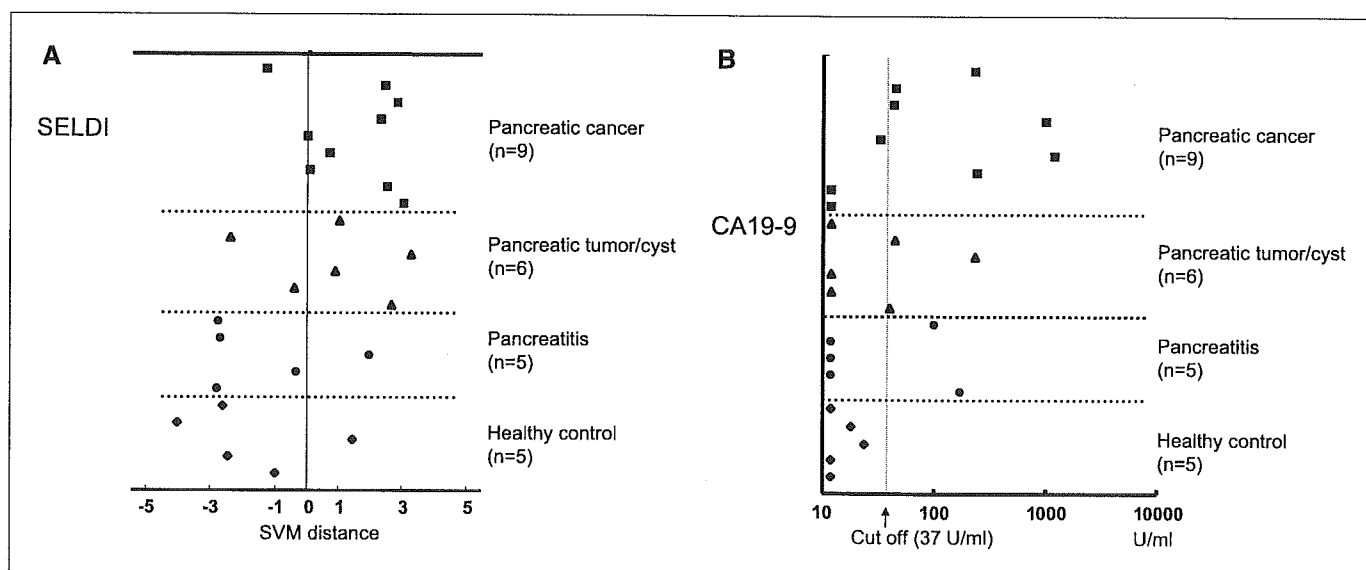 A
SELDI
Pancreatic cancer
(n=9)
Pancreatic tumor/cyst
(n=6)
Pancreatitis
(n=5)
Healthy control
(n=5)
-5 -3 -1 0 1 3 5
SVM distance
B
CA19-9
Pancreatic cancer
(n=9)
Pancreatic tumor/cyst
(n=6)
Pancreatitis
(n=5)
Healthy control
(n=5)
10 100 1000 10000
Cut off (37 U/ml) U/ml